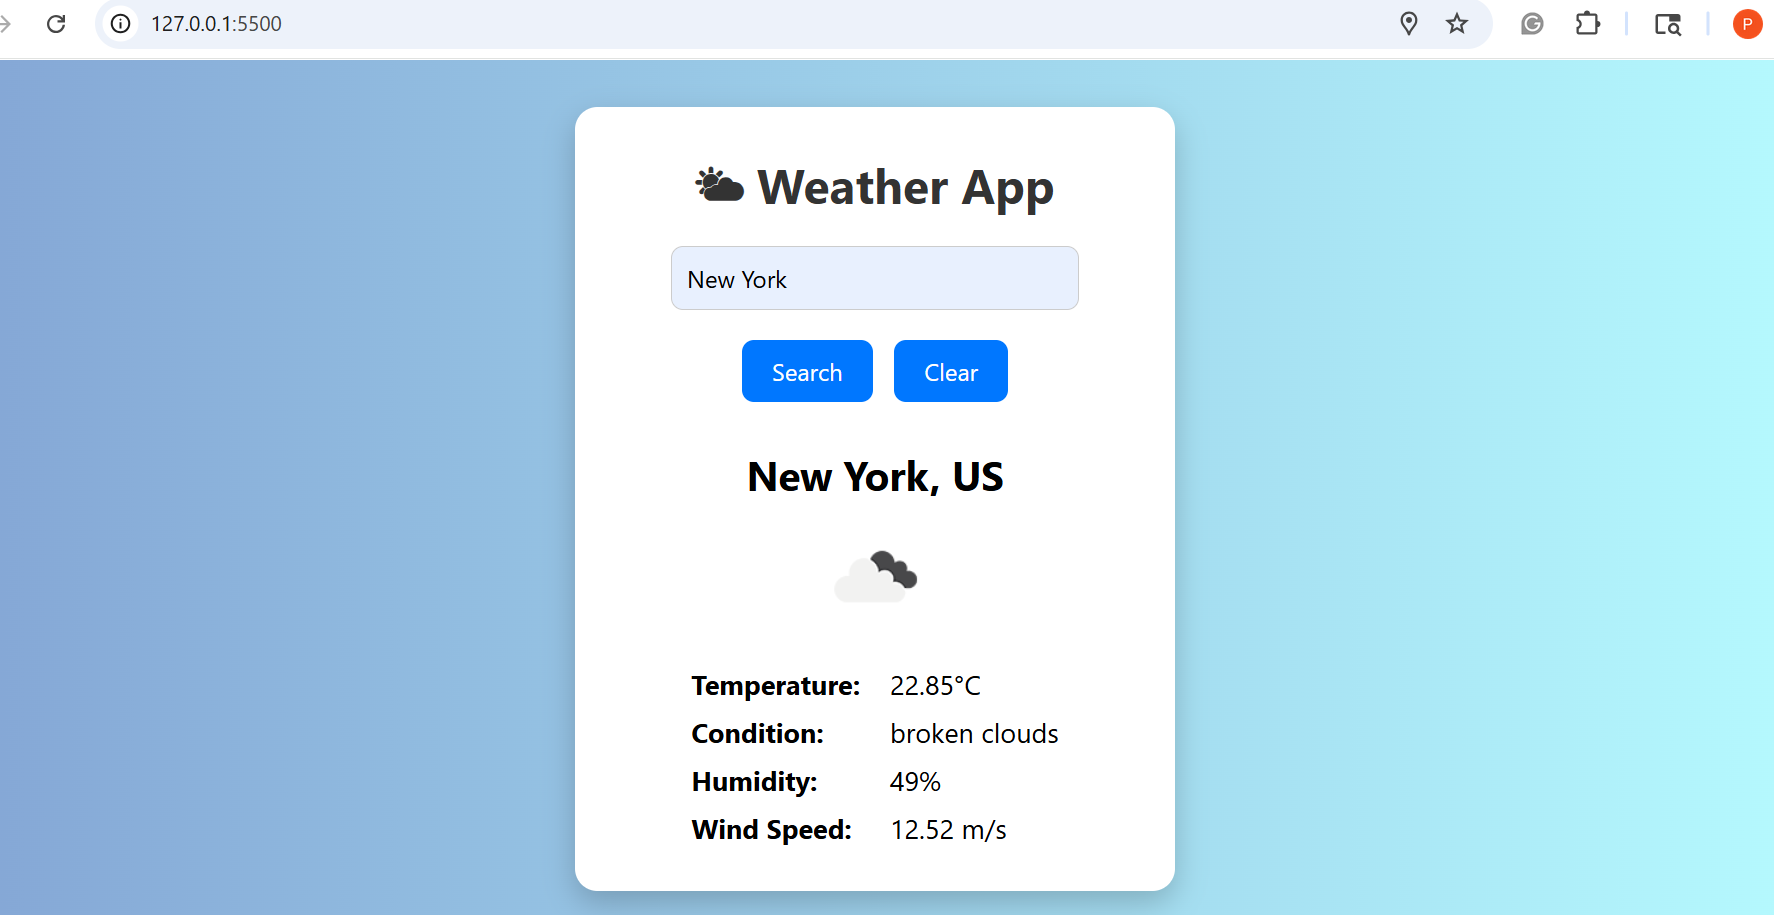 127.0.0.1:5500
P
Weather App
New York
Search Clear
New York, US
Temperature: 22.85°C
Condition: broken clouds
Humidity: 49%
Wind Speed: 12.52 m/s